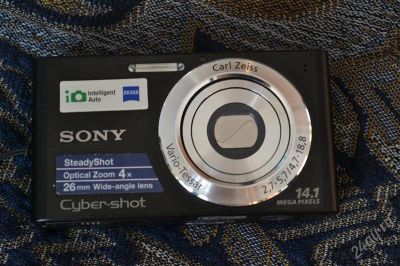 Carl Zeiss
i Intelligent Auto
ZEISS
SONY
SteadyShot
Optical Zoom 4x
26mm Wide-angle lens
Cyber-shot
Vario-Tessar
2,7-5,7/4,7-18,8
14.1
MEGA PIXELS